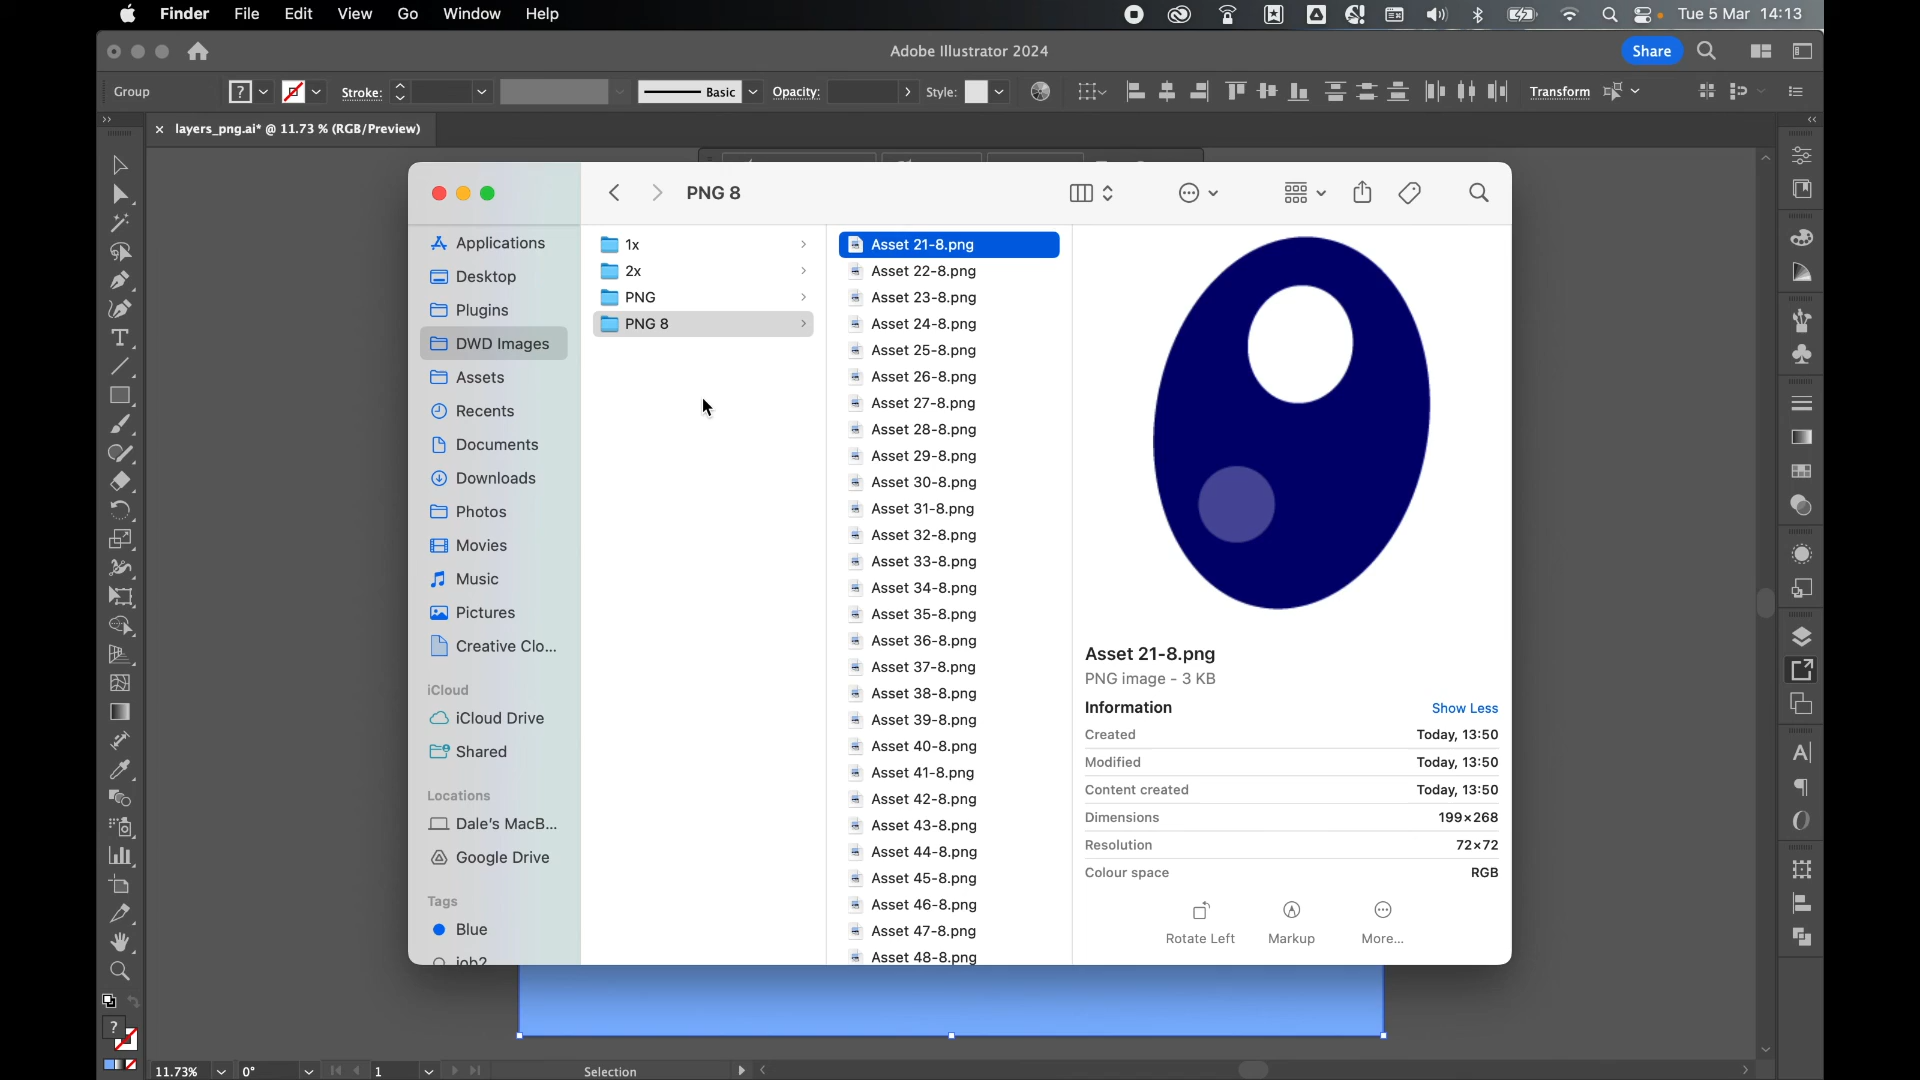 Finder File Edit View Go Window Help
Tue 5 Mar 14:13
Adobe Illustrator 2024
Share
Group
?
Stroke:
Basic
Opacity:
Style:
Transform
× layers_png.ai* @ 11.73 % (RGB/Preview)
PNG 8
Applications
Desktop
Plugins
DWD Images
Assets
Recents
Documents
Downloads
Photos
Movies
Music
Pictures
Creative Clo...
iCloud
iCloud Drive
Shared
Locations
Dale's MacB...
Google Drive
Tags
Blue
job2
1x
2x
PNG
PNG 8
Asset 21-8.png
Asset 22-8.png
Asset 23-8.png
Asset 24-8.png
Asset 25-8.png
Asset 26-8.png
Asset 27-8.png
Asset 28-8.png
Asset 29-8.png
Asset 30-8.png
Asset 31-8.png
Asset 32-8.png
Asset 33-8.png
Asset 34-8.png
Asset 35-8.png
Asset 36-8.png
Asset 37-8.png
Asset 38-8.png
Asset 39-8.png
Asset 40-8.png
Asset 41-8.png
Asset 42-8.png
Asset 43-8.png
Asset 44-8.png
Asset 45-8.png
Asset 46-8.png
Asset 47-8.png
Asset 48-8.png
Asset 21-8.png
PNG image - 3 KB
Information Show Less
Created Today, 13:50
Modified Today, 13:50
Content created Today, 13:50
Dimensions 199×268
Resolution 72×72
Colour space RGB
Rotate Left Markup More...
?
11.73% 0° 1 Selection